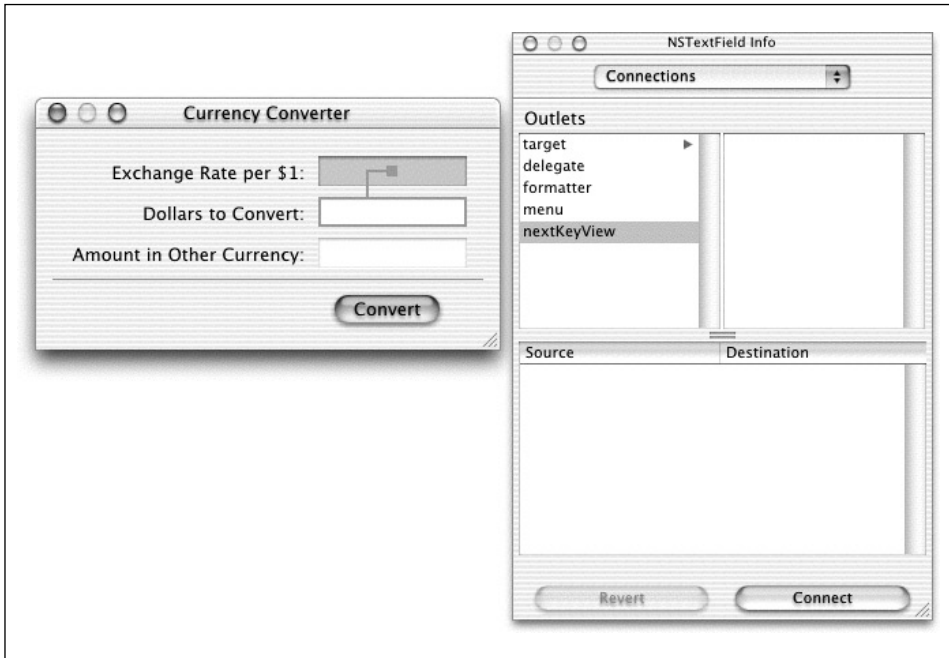 Currency Converter
Exchange Rate per $1:
Dollars to Convert:
Amount in Other Currency:
Convert
NSTextField Info
Connections
Outlets
target
delegate
formatter
menu
nextKeyView
Source Destination
Revert Connect